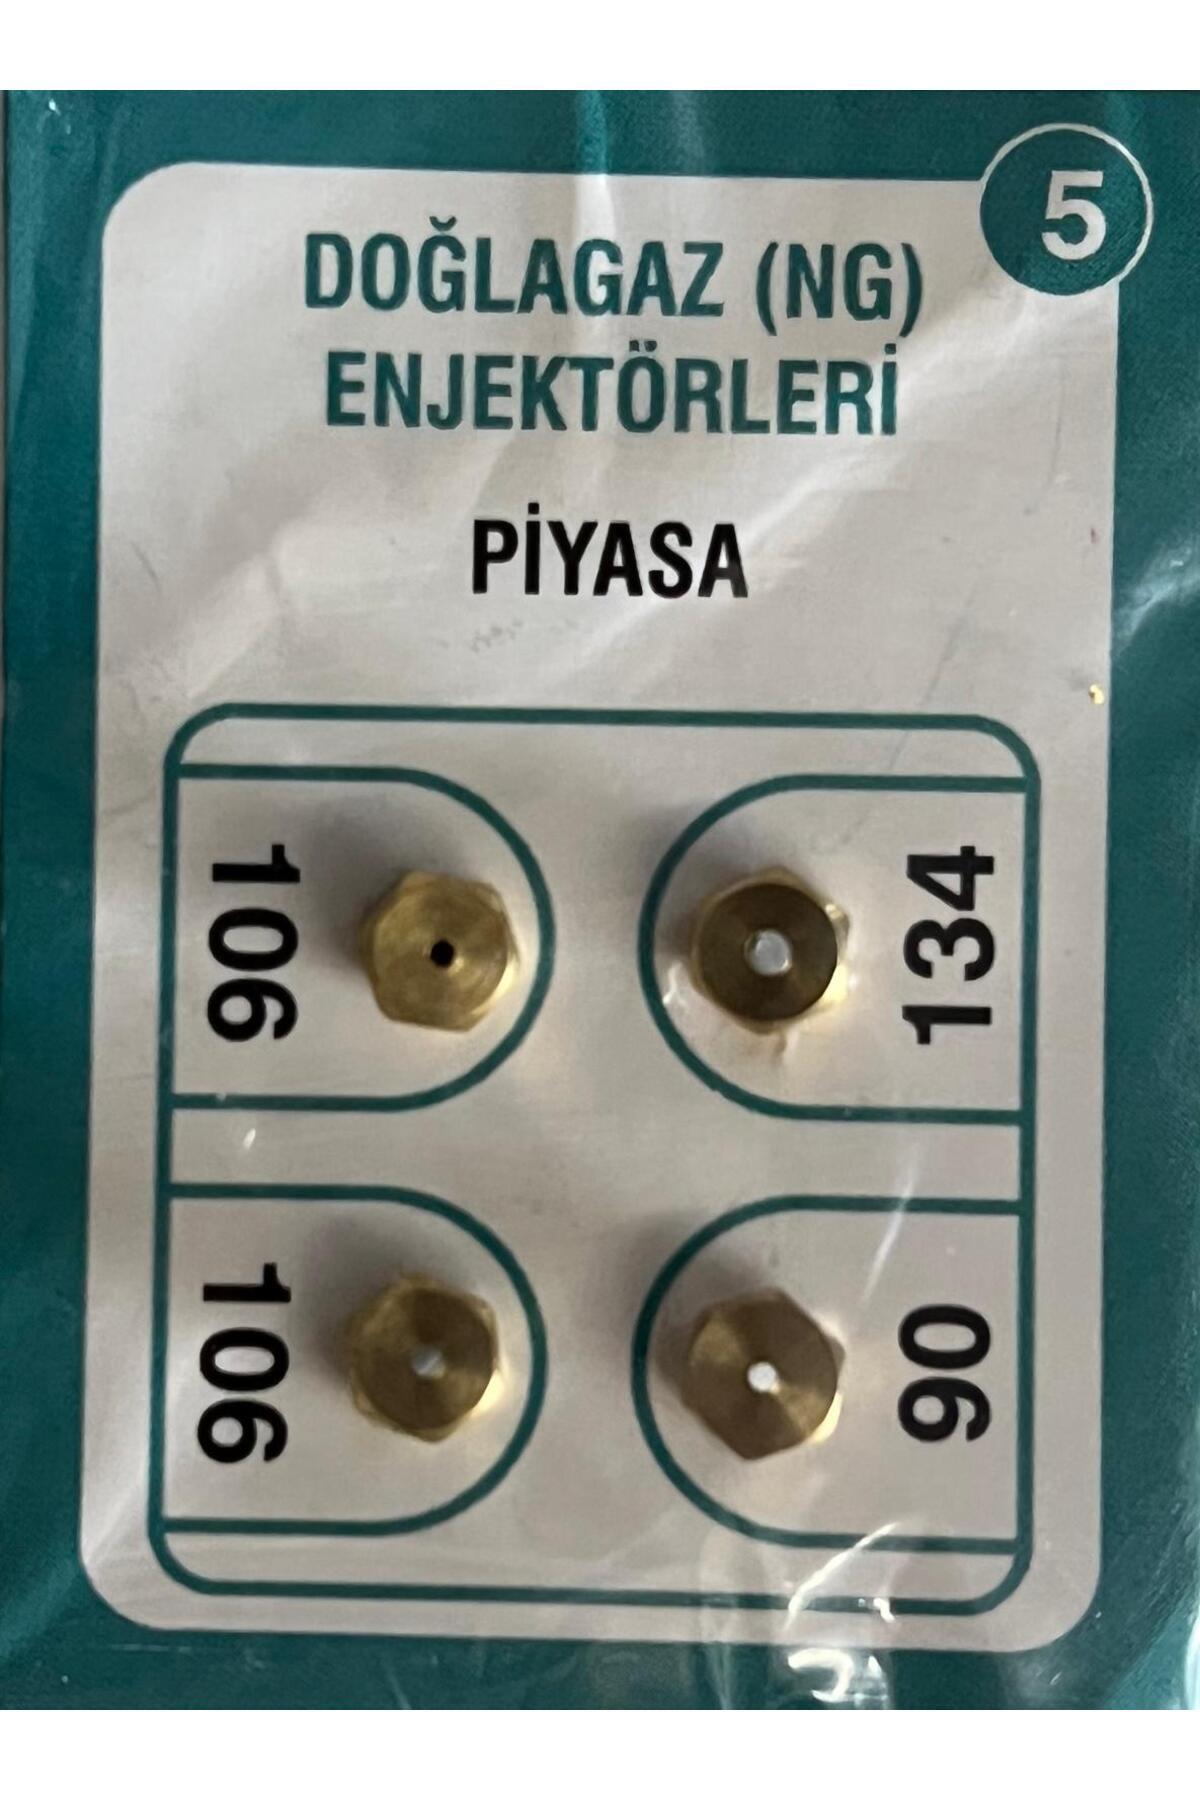 5
DOĞLAGAZ (NG)
ENJEKTÖRLERİ
PİYASA
106
134
106
90